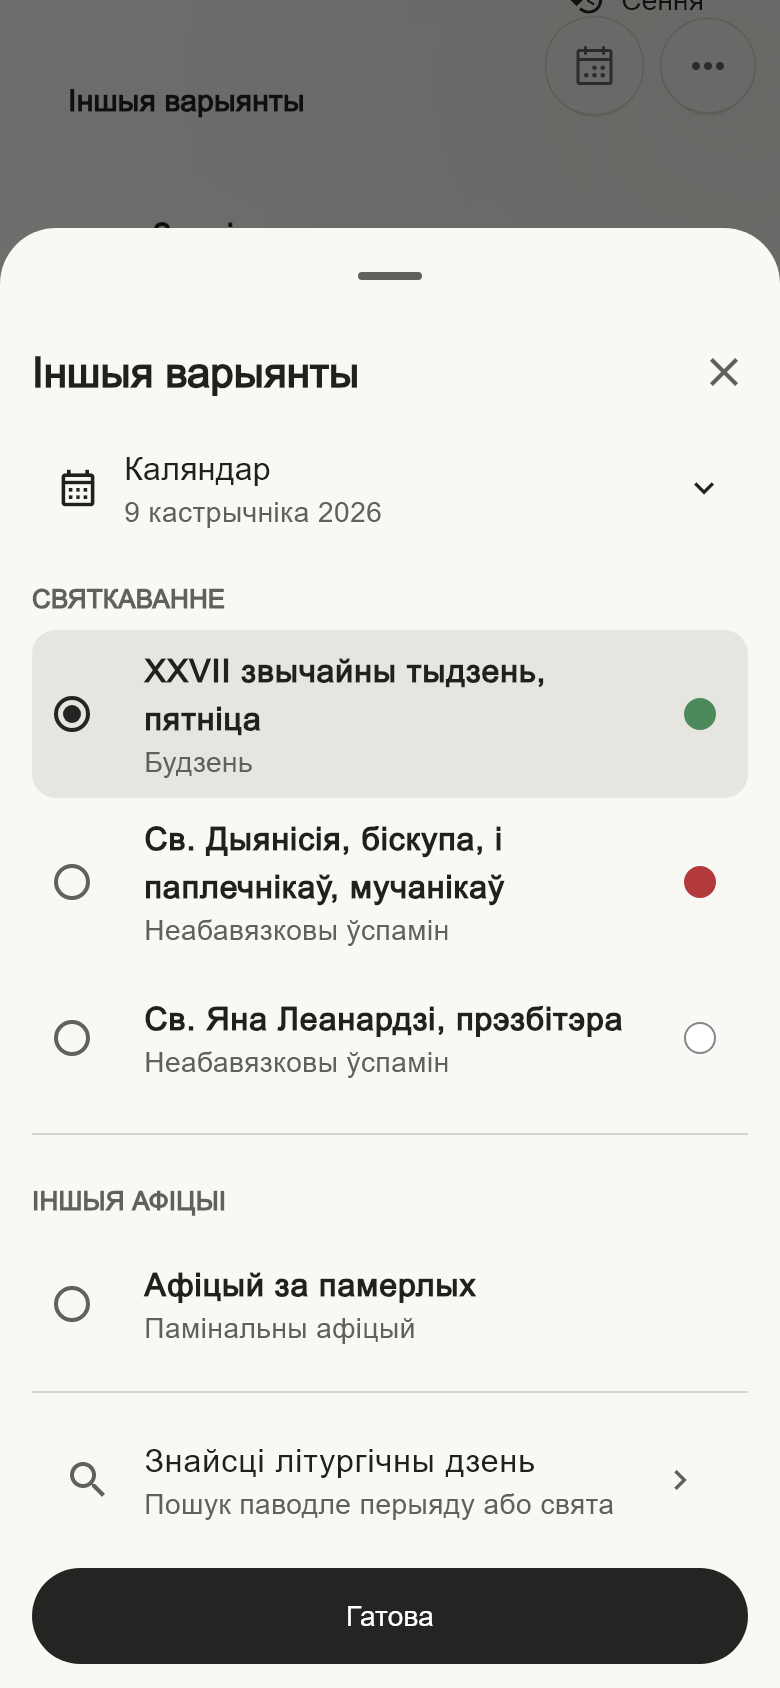 Сёння
Іншыя варыянты
Іншыя варыянты
Каляндар
9 кастрычніка 2026
СВЯТКАВАННЕ
XXVII звычайны тыдзень,
пятніца
Будзень
Св. Дыянісія, біскупа, і
паплечнікаў, мучанікаў
Неабавязковы ўспамін
Св. Яна Леанардзі, прэзбітэра
Неабавязковы ўспамін
ІНШЫЯ АФІЦЫІ
Афіцый за памерлых
Памінальны афіцый
Знайсці літургічны дзень
Пошук паводле перыяду або свята
Гатова